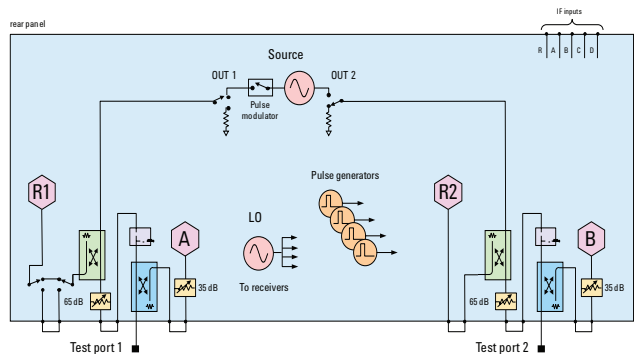 IF inputs
rear panel
R A B C D
Source
OUT 1
OUT 2
Pulse
modulator
Pulse generators
R1
R2
LO
A
B
To receivers
65 dB
35 dB
65 dB
35 dB
Test port 1
Test port 2